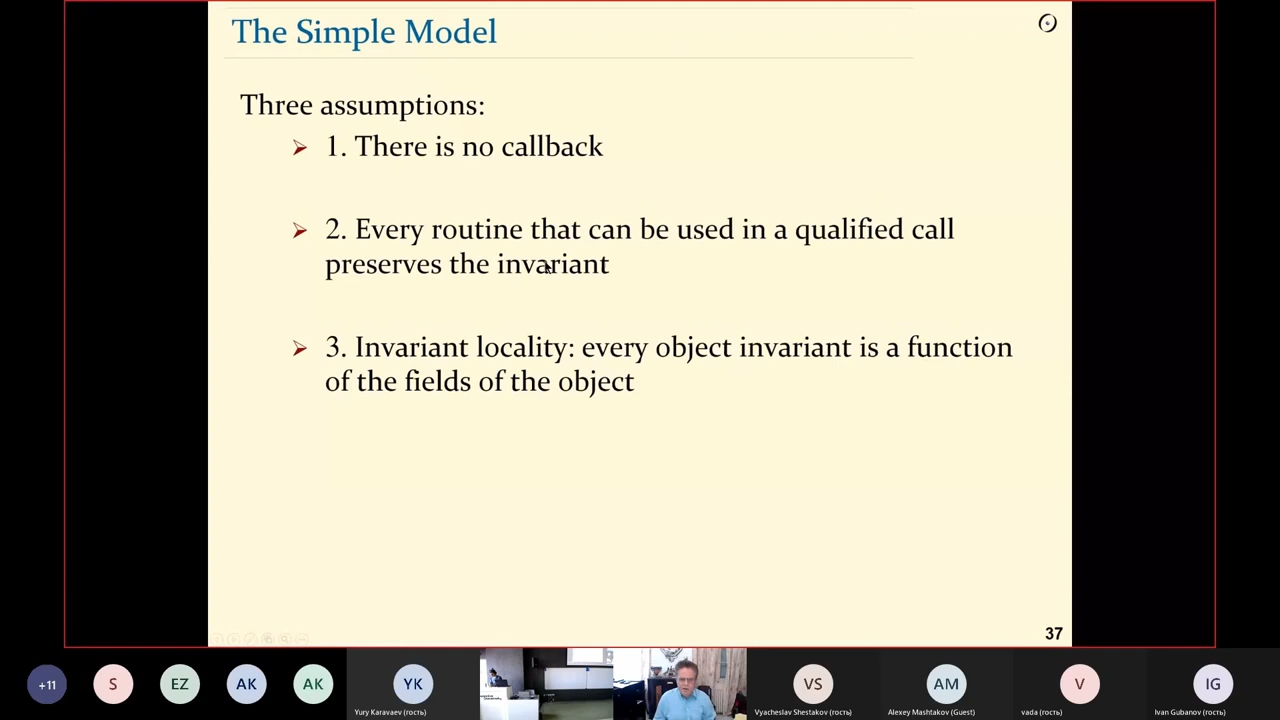 The Simple Model
Three assumptions:
1. There is no callback
2. Every routine that can be used in a qualified call
preserves the invariant
3. Invariant locality: every object invariant is a function
of the fields of the object
37
+11
S
EZ
AK
AK
YK
Yury Karavaev (гость)
VS
Vyacheslav Shestakov (гость)
AM
Alexey Mashtakov (Guest)
V
vada (гость)
IG
Ivan Gubanov (гость)